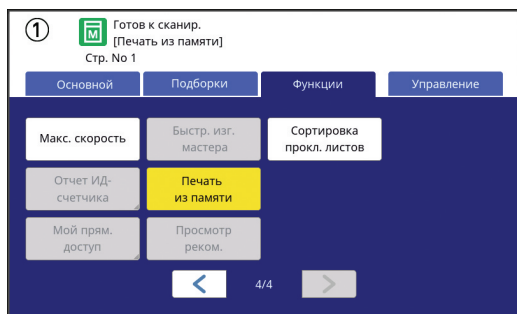 ①
M
Готов к сканир.
[Печать из памяти]
Стр. No 1
Основной
Подборки
Функции
Управление
Макс. скорость
Быстр. изг.
мастера
Сортировка
прокл. листов
Отчет ИД-
счетчика
Печать
из памяти
Мой прям.
доступ
Просмотр
реком.
4/4